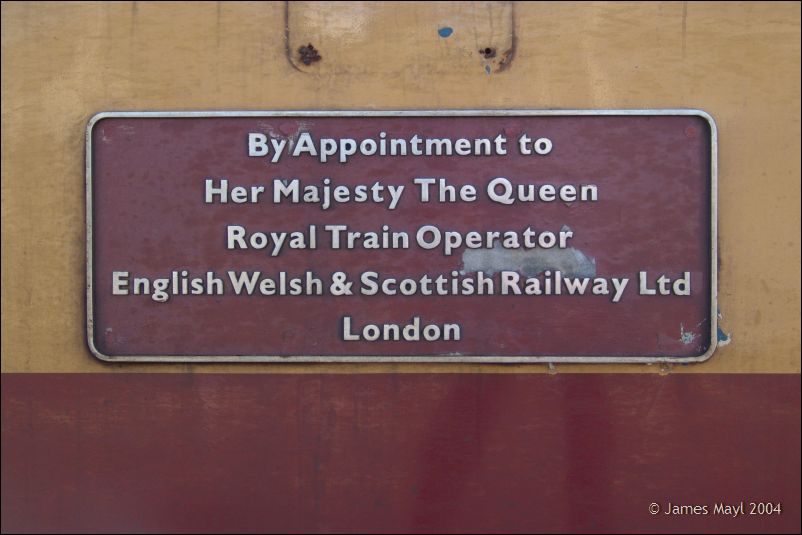 By Appointment to
Her Majesty The Queen
Royal Train Operator
English Welsh & Scottish Railway Ltd
London
© James Mayl 2004